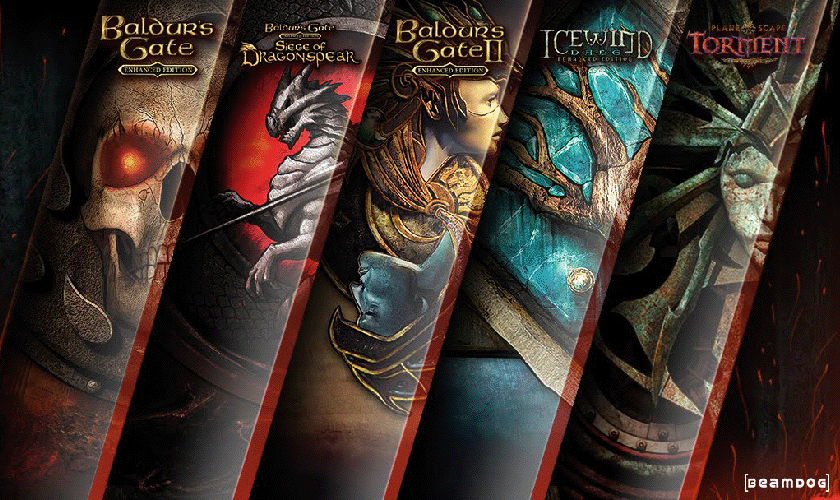 BALDUR'S
GATE
ENHANCED EDITION
BALDUR'S GATE
SIEGE OF
DRAGONSPEAR
BALDUR'S
GATE II
ENHANCED EDITION
ICEWIND
DALE
ENHANCED EDITION
PLANESCAPE
TORMENT
[BEAMDOG]